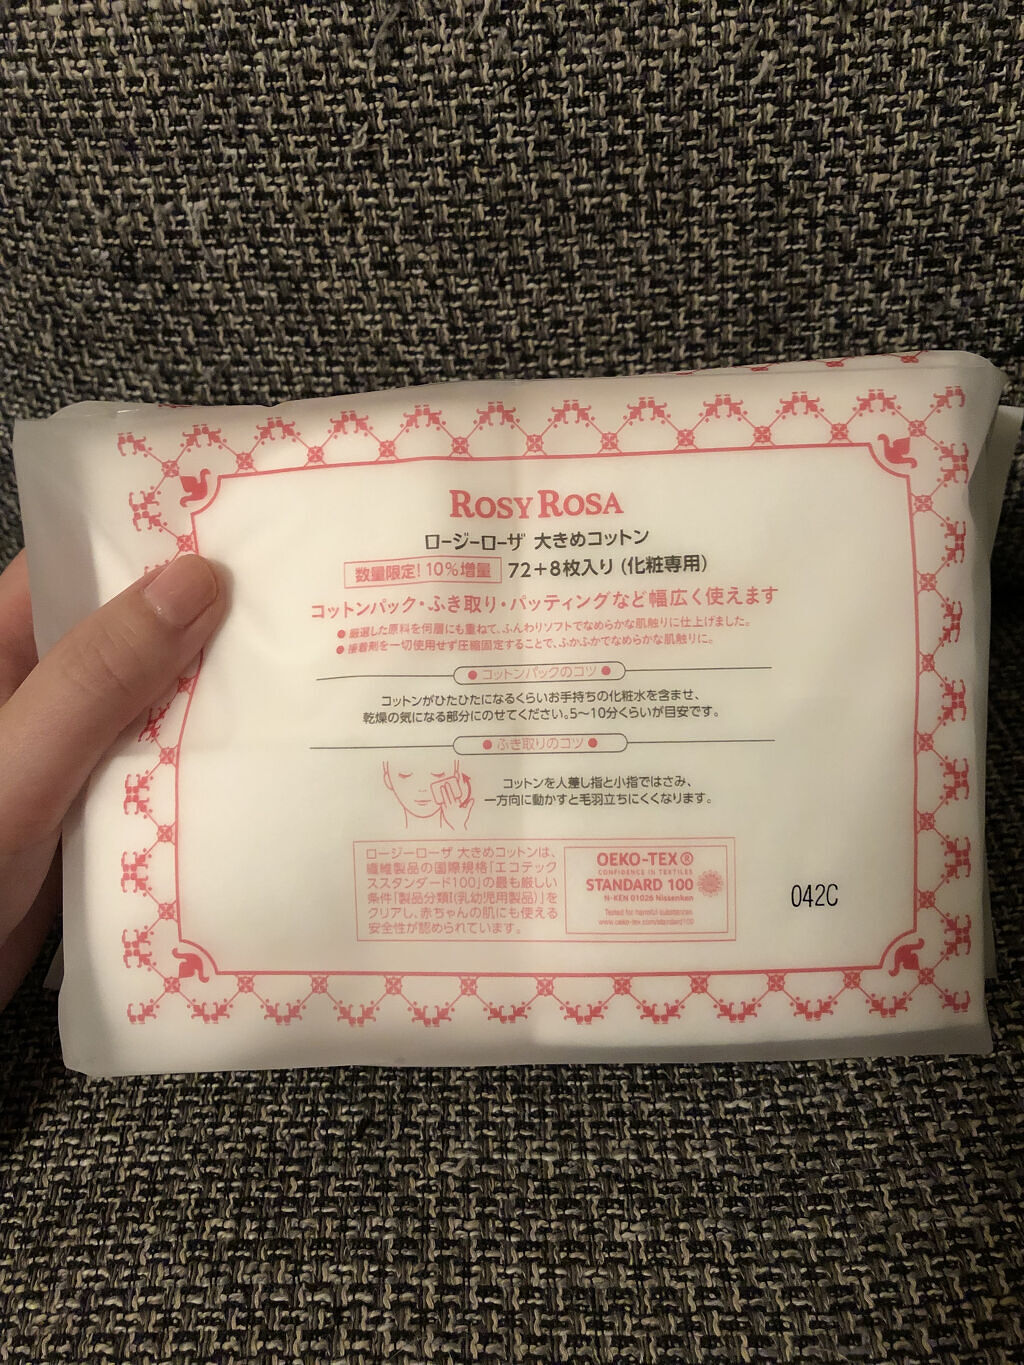 ROSY ROSA
ロージーローザ 大きめコットン
数量限定!10%増量 72+8枚入り(化粧専用)
コットンパック・ふき取り・パッティングなど幅広く使えます
●厳選した原料を何層にも重ねて、ふんわりソフトでなめらかな肌触りに仕上げました。
●接着剤を一切使用せず圧縮固定することで、ふかふかでなめらかな肌触りに。
●コットンパックのコツ●
コットンがひたひたになるくらいお手持ちの化粧水を含ませ、
乾燥の気になる部分にのせてください。5〜10分くらいが目安です。
●ふき取りのコツ●
コットンを人差し指と小指ではさみ、
一方向に動かすと毛羽立ちにくくなります。
ロージーローザ 大きめコットンは、
繊維製品の国際規格「エコテック
ススタンダード100」の最も厳しい
条件「製品分類I(乳幼児用製品)」を
クリアし、赤ちゃんの肌にも使える
安全性が認められています。
OEKO-TEX®
CONFIDENCE IN TEXTILES
STANDARD 100
N-KEN 01026 Nissenken
Tested for harmful substances
www.oeko-tex.com/standard100
042C